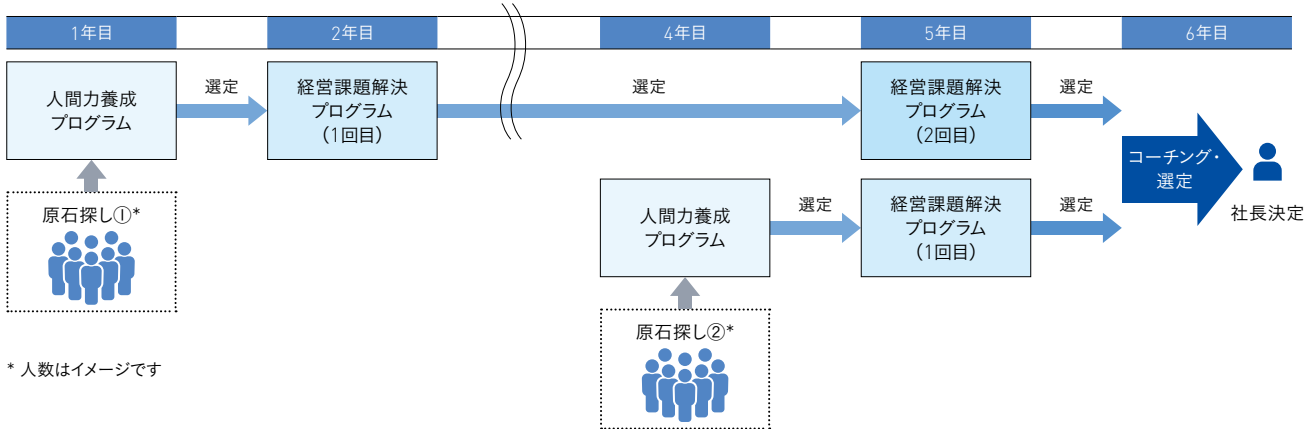 1年目
2年目
4年目
5年目
6年目
人間力養成
プログラム
選定
経営課題解決
プログラム
(1回目)
選定
経営課題解決
プログラム
(2回目)
選定
コーチング・
選定
社長決定
原石探し①*
人間力養成
プログラム
選定
経営課題解決
プログラム
(1回目)
選定
原石探し②*
* 人数はイメージです